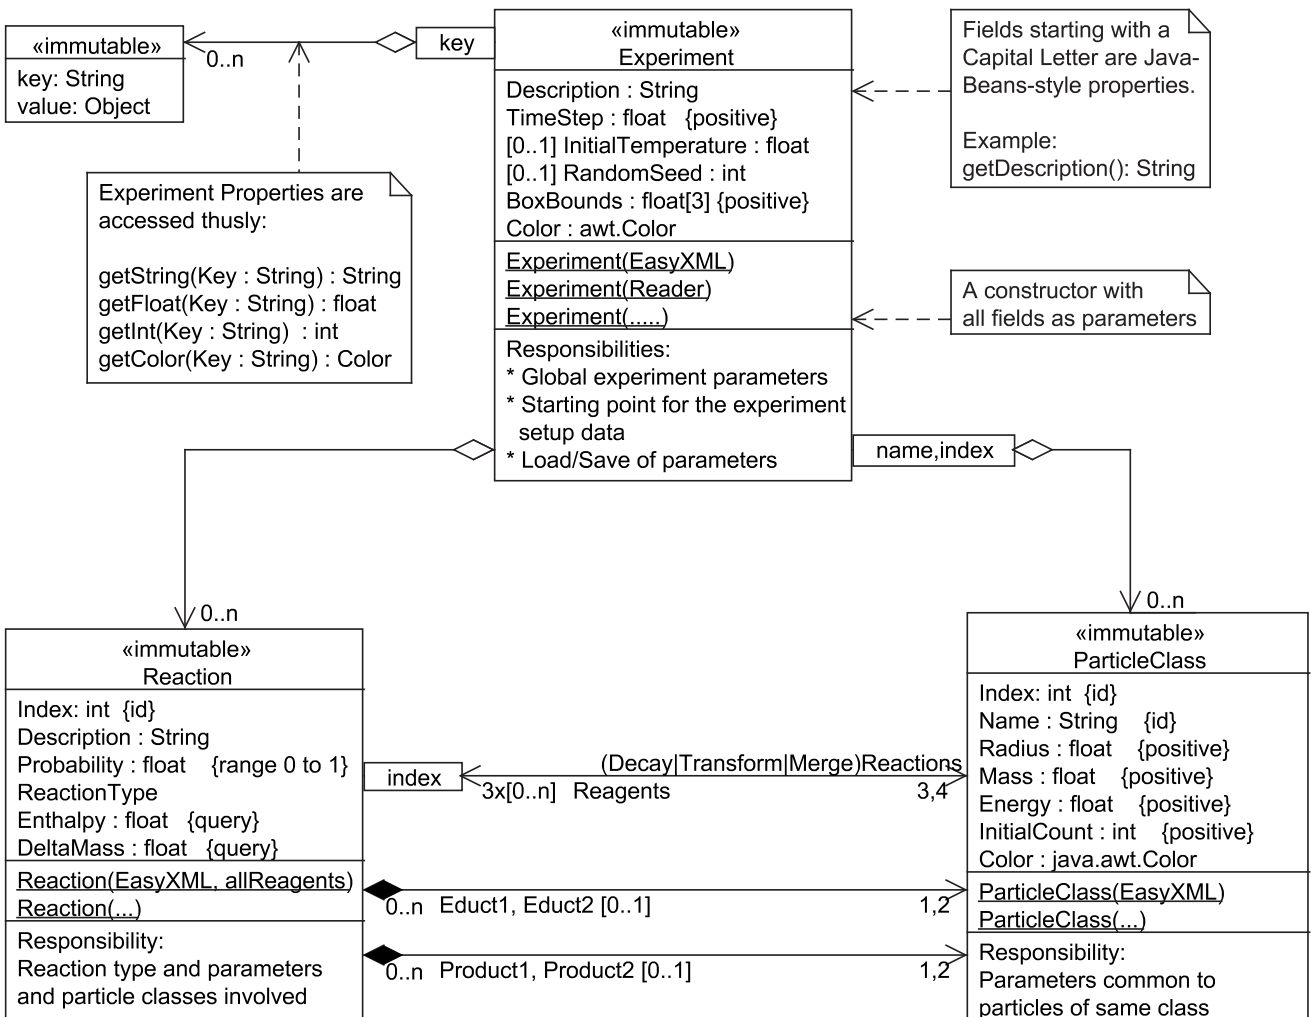 «immutable»
key: String
value: Object
0..n
key
«immutable»
Experiment
Description : String
TimeStep : float {positive}
[0..1] InitialTemperature : float
[0..1] RandomSeed : int
BoxBounds : float[3] {positive}
Color : awt.Color
Experiment(EasyXML)
Experiment(Reader)
Experiment(.....)
Responsibilities:
* Global experiment parameters
* Starting point for the experiment
setup data
* Load/Save of parameters
Fields starting with a
Capital Letter are Java-
Beans-style properties.
Example:
getDescription(): String
A constructor with
all fields as parameters
Experiment Properties are
accessed thusly:
getString(Key : String) : String
getFloat(Key : String) : float
getInt(Key : String) : int
getColor(Key : String) : Color
name,index
0..n
0..n
«immutable»
Reaction
Index: int {id}
Description : String
Probability : float {range 0 to 1}
ReactionType
Enthalpy : float {query}
DeltaMass : float {query}
Reaction(EasyXML, allReagents)
Reaction(...)
Responsibility:
Reaction type and parameters
and particle classes involved
index
(Decay|Transform|Merge)Reactions
3x[0..n] Reagents 3,4
0..n Educt1, Educt2 [0..1] 1,2
0..n Product1, Product2 [0..1] 1,2
«immutable»
ParticleClass
Index: int {id}
Name : String {id}
Radius : float {positive}
Mass : float {positive}
Energy : float {positive}
InitialCount : int {positive}
Color : java.awt.Color
ParticleClass(EasyXML)
ParticleClass(...)
Responsibility:
Parameters common to
particles of same class